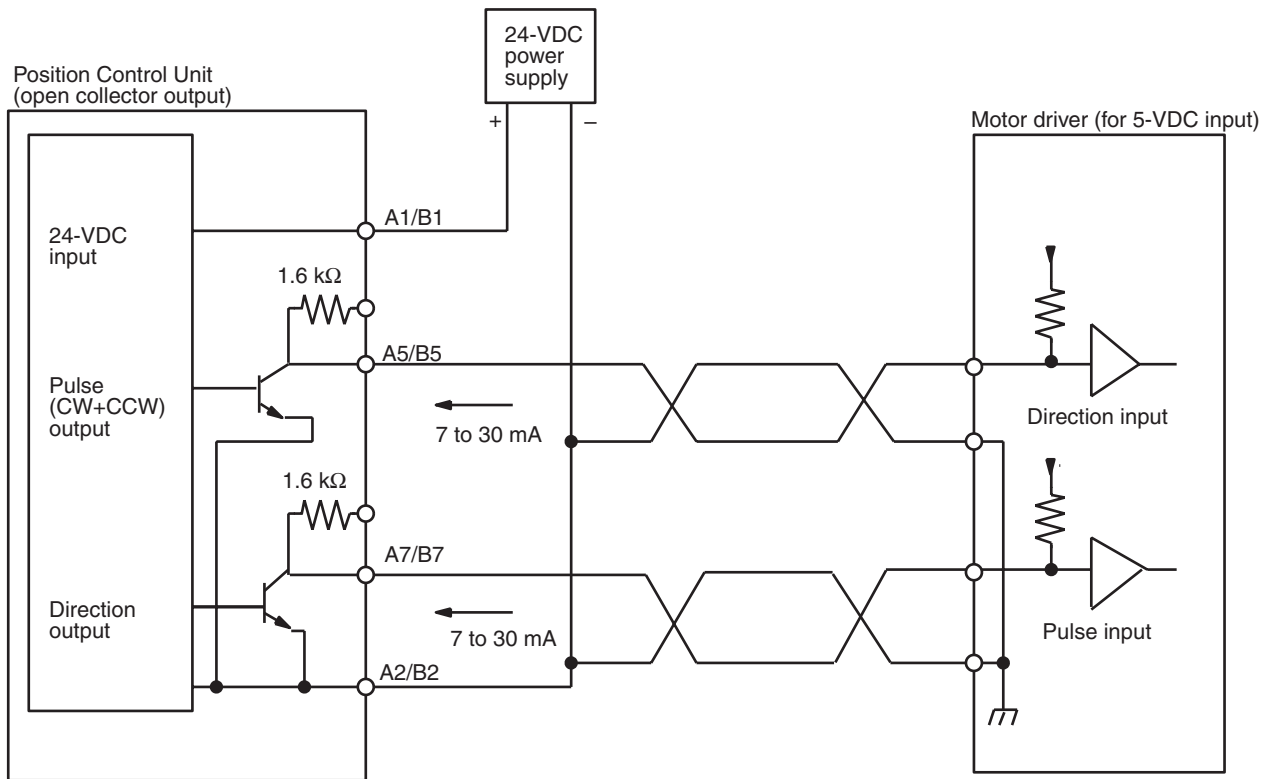 24-VDC
power
supply
Position Control Unit
(open collector output)
+
–
Motor driver (for 5-VDC input)
A1/B1
24-VDC
input
1.6 kΩ
A5/B5
Pulse
(CW+CCW)
output
7 to 30 mA
Direction input
1.6 kΩ
A7/B7
Direction
output
7 to 30 mA
Pulse input
A2/B2